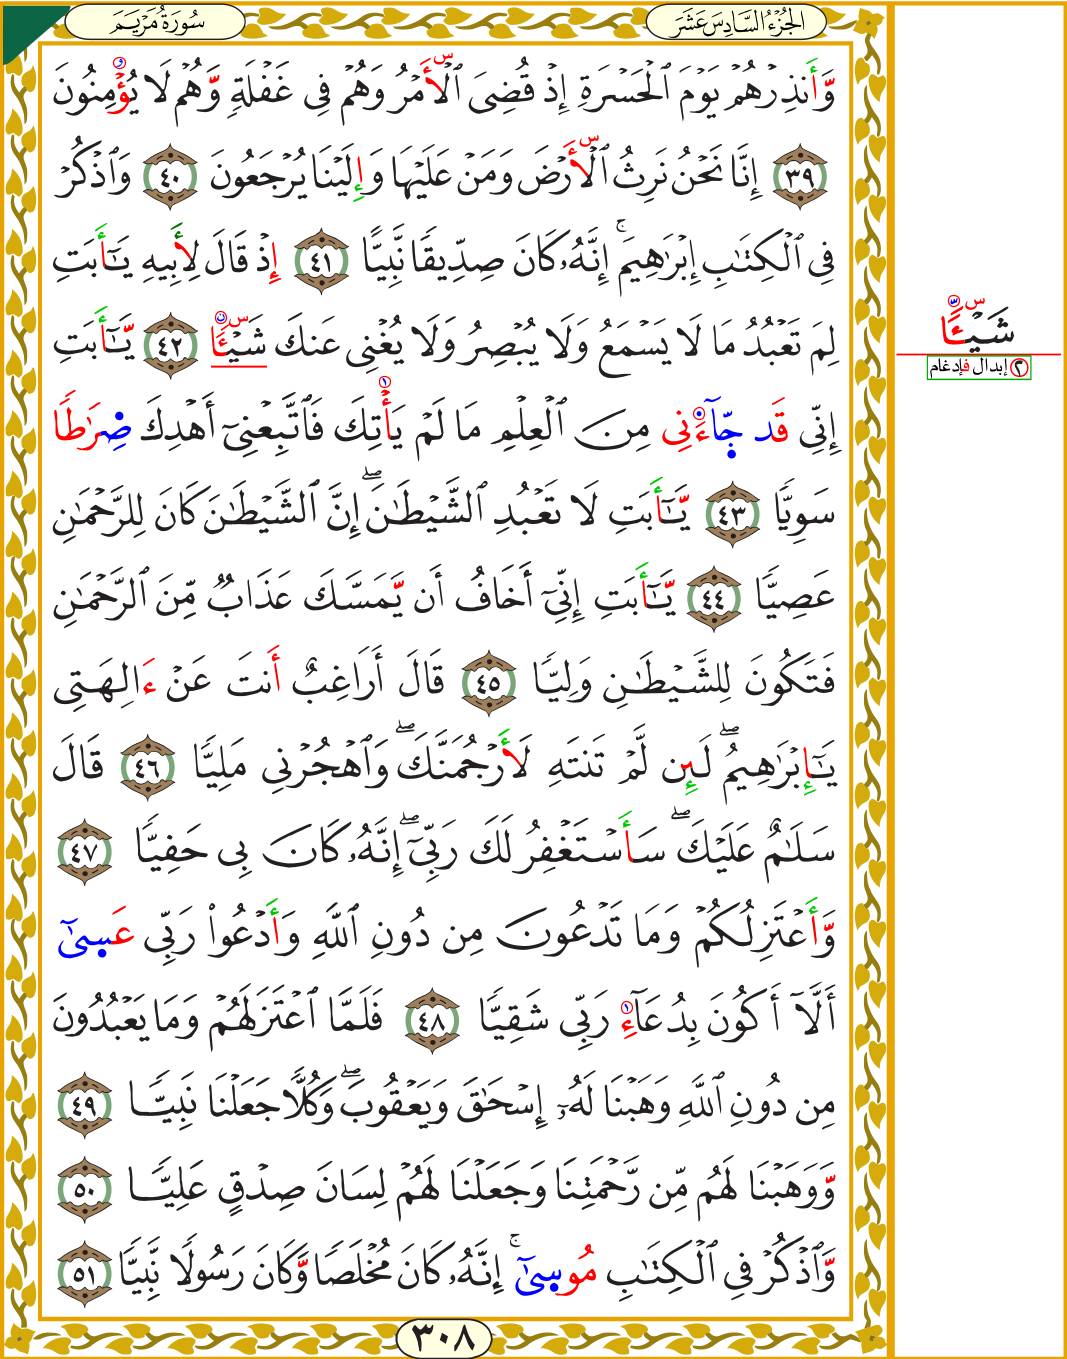 سُورَةُ مَرْيَمَ
الجُزْءُ السَّادِسَ عَشَرَ
وَأَنذِرْهُمْ يَوْمَ ٱلْحَسْرَةِ إِذْ قُضِىَ ٱلْأَمْرُ وَهُمْ فِى غَفْلَةٍ وَّهُمْ لَا يُؤْمِنُونَ
٣٩ إِنَّا نَحْنُ نَرِثُ ٱلْأَرْضَ وَمَنْ عَلَيْهَا وَإِلَيْنَا يُرْجَعُونَ ٤٠ وَٱذْكُرْ
فِى ٱلْكِتَٰبِ إِبْرَٰهِيمَ ۚ إِنَّهُۥ كَانَ صِدِّيقًا نَّبِيًّا ٤١ إِذْ قَالَ لِأَبِيهِ يَٰٓأَبَتِ
لِمَ تَعْبُدُ مَا لَا يَسْمَعُ وَلَا يُبْصِرُ وَلَا يُغْنِى عَنكَ شَيْـًٔا ٤٢ يَّٰٓأَبَتِ
إِنِّى قَد جَّآءَنِى مِنَ ٱلْعِلْمِ مَا لَمْ يَأْتِكَ فَٱتَّبِعْنِىٓ أَهْدِكَ صِرَٰطًا
سَوِيًّا ٤٣ يَّٰٓأَبَتِ لَا تَعْبُدِ ٱلشَّيْطَٰنَ ۖ إِنَّ ٱلشَّيْطَٰنَ كَانَ لِلرَّحْمَٰنِ
عَصِيًّا ٤٤ يَّٰٓأَبَتِ إِنِّىٓ أَخَافُ أَن يَّمَسَّكَ عَذَابٌ مِّنَ ٱلرَّحْمَٰنِ
فَتَكُونَ لِلشَّيْطَٰنِ وَلِيًّا ٤٥ قَالَ أَرَاغِبٌ أَنتَ عَنْ ءَالِهَتِى
يَٰٓإِبْرَٰهِيمُ ۖ لَئِن لَّمْ تَنتَهِ لَأَرْجُمَنَّكَ ۖ وَٱهْجُرْنِى مَلِيًّا ٤٦ قَالَ
سَلَٰمٌ عَلَيْكَ ۖ سَأَسْتَغْفِرُ لَكَ رَبِّىٓ ۖ إِنَّهُۥ كَانَ بِى حَفِيًّا ٤٧
وَّأَعْتَزِلُكُمْ وَمَا تَدْعُونَ مِن دُونِ ٱللَّهِ وَأَدْعُوا۟ رَبِّى عَسَىٰٓ
أَلَّآ أَكُونَ بِدُعَآءِ رَبِّى شَقِيًّا ٤٨ فَلَمَّا ٱعْتَزَلَهُمْ وَمَا يَعْبُدُونَ
مِن دُونِ ٱللَّهِ وَهَبْنَا لَهُۥٓ إِسْحَٰقَ وَيَعْقُوبَ ۖ وَكُلًّا جَعَلْنَا نَبِيًّا ٤٩
وَّوَهَبْنَا لَهُم مِّن رَّحْمَتِنَا وَجَعَلْنَا لَهُمْ لِسَانَ صِدْقٍ عَلِيًّا ٥٠
وَّٱذْكُرْ فِى ٱلْكِتَٰبِ مُوسَىٰٓ ۚ إِنَّهُۥ كَانَ مُخْلَصًا وَّكَانَ رَسُولًا نَّبِيًّا ٥١
٣٠٨
شَيْـًٔا
٢ إبدال فإدغام